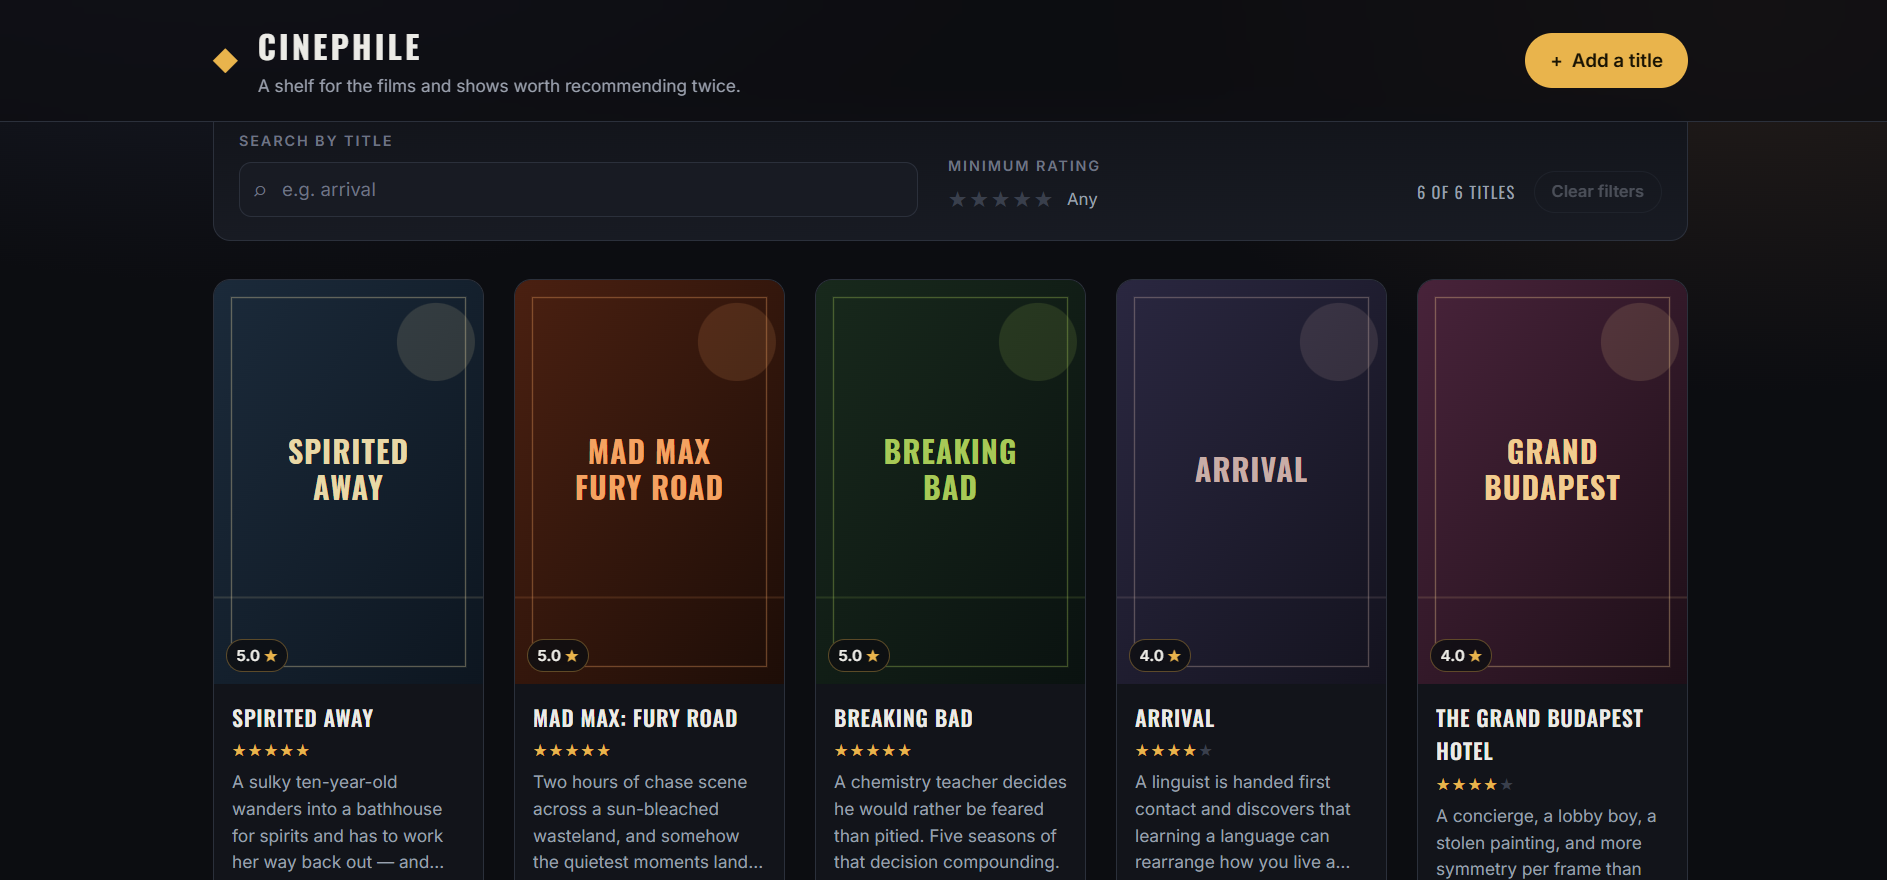 CINEPHILE
A shelf for the films and shows worth recommending twice.
+ Add a title
SEARCH BY TITLE
e.g. arrival
MINIMUM RATING
★★★★★ Any
6 OF 6 TITLES
Clear filters
SPIRITED
AWAY
5.0 ★
SPIRITED AWAY
★★★★★
A sulky ten-year-old
wanders into a bathhouse
for spirits and has to work
her way back out — and...
MAD MAX
FURY ROAD
5.0 ★
MAD MAX: FURY ROAD
★★★★★
Two hours of chase scene
across a sun-bleached
wasteland, and somehow
the quietest moments land...
BREAKING
BAD
5.0 ★
BREAKING BAD
★★★★★
A chemistry teacher decides
he would rather be feared
than pitied. Five seasons of
that decision compounding.
ARRIVAL
4.0 ★
ARRIVAL
★★★★★
A linguist is handed first
contact and discovers that
learning a language can
rearrange how you live a...
GRAND
BUDAPEST
4.0 ★
THE GRAND BUDAPEST
HOTEL
★★★★★
A concierge, a lobby boy, a
stolen painting, and more
symmetry per frame than